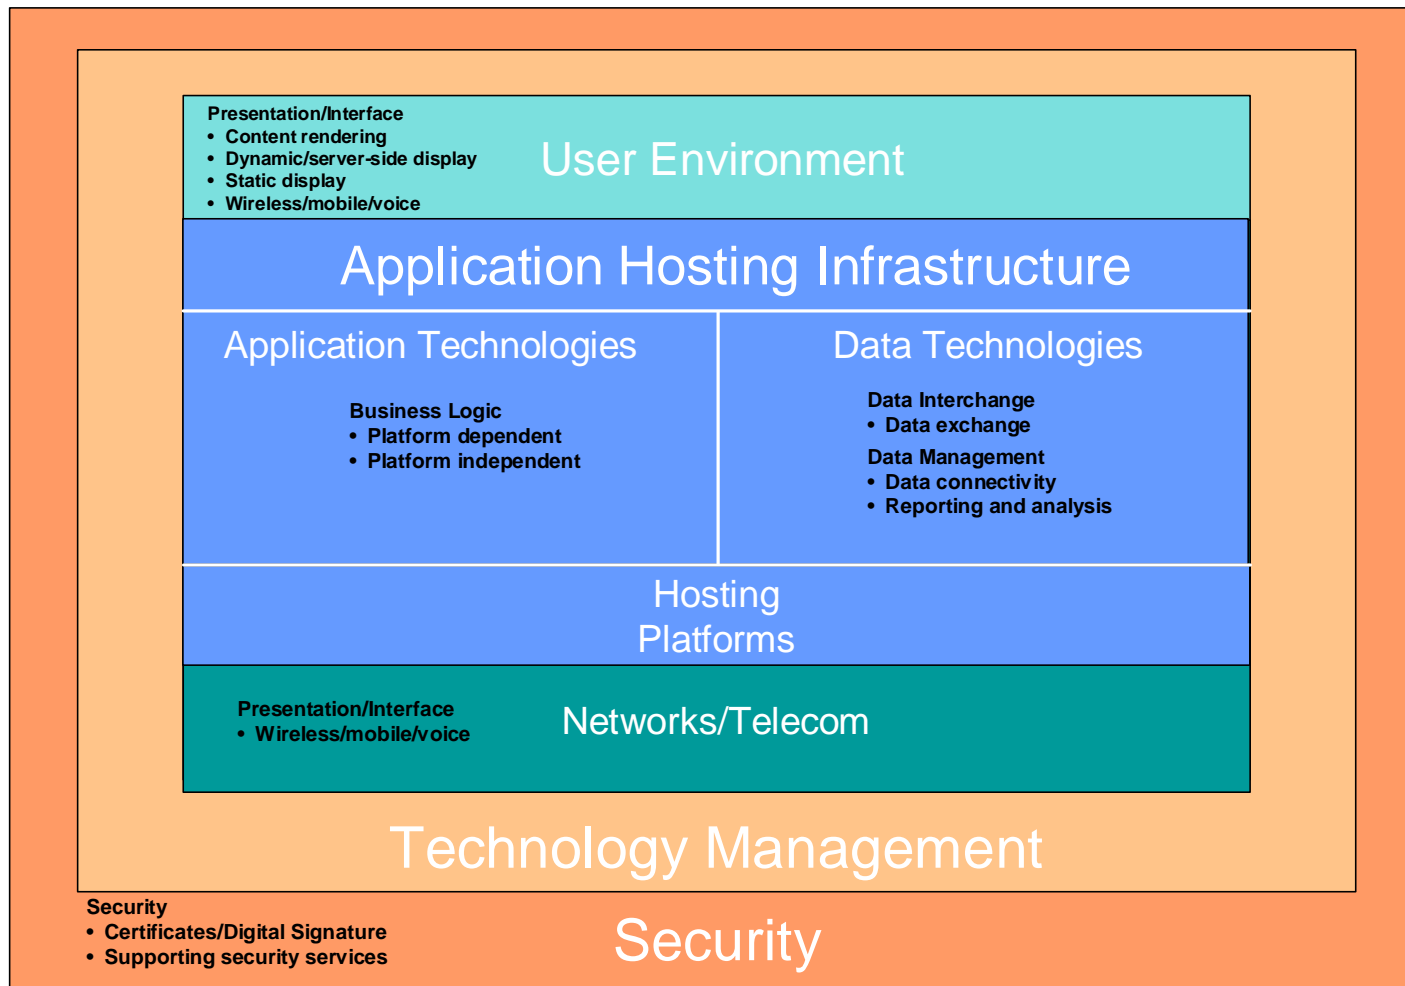 Presentation/Interface
• Content rendering
• Dynamic/server-side display
• Static display
• Wireless/mobile/voice
User Environment
Application Hosting Infrastructure
Application Technologies
Business Logic
• Platform dependent
• Platform independent
Data Technologies
Data Interchange
• Data exchange
Data Management
• Data connectivity
• Reporting and analysis
Hosting
Platforms
Presentation/Interface
• Wireless/mobile/voice
Networks/Telecom
Technology Management
Security
• Certificates/Digital Signature
• Supporting security services
Security